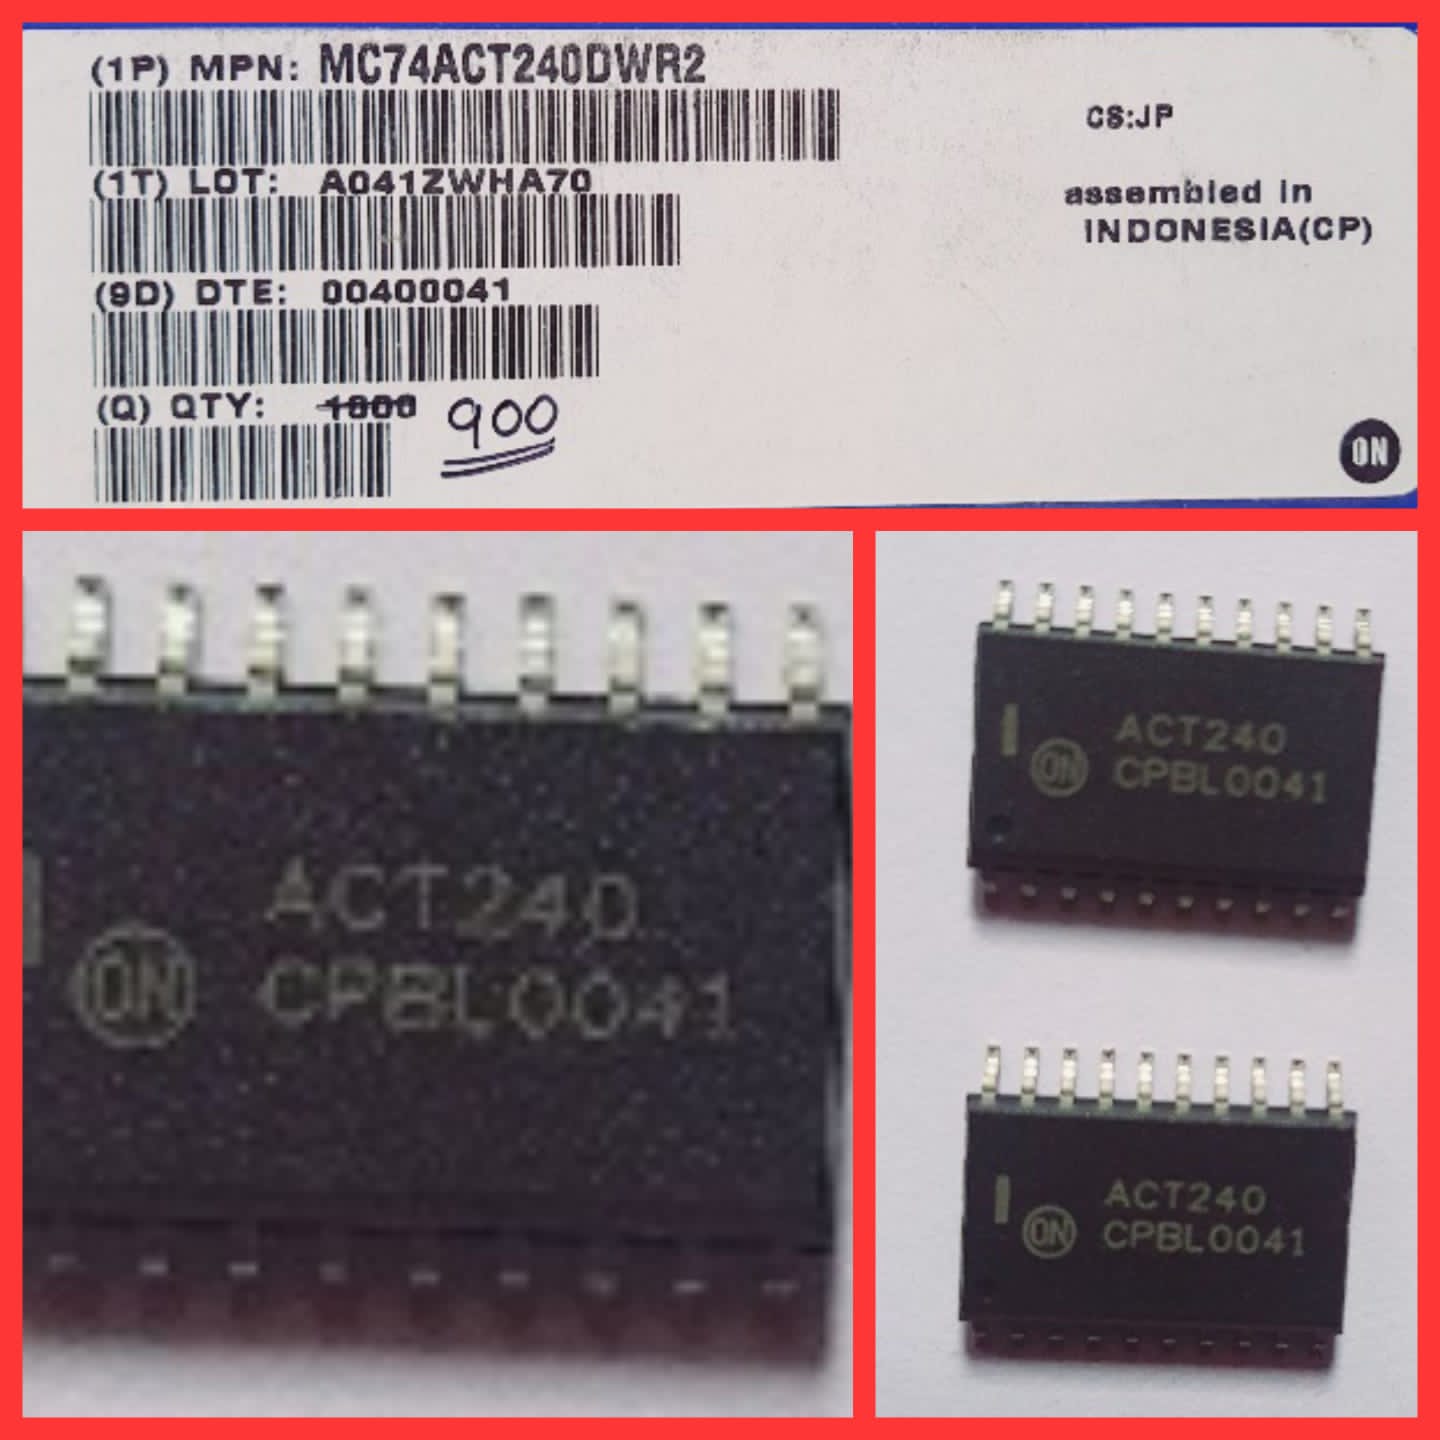 (1P) MPN: MC74ACT240DWR2
(1T) LOT: A041ZWHA70
(9D) DTE: 00400041
(Q) QTY: 1000 900
CS:JP
assembled in
INDONESIA(CP)
ON
ACT240
ON CPBL0041
ACT240
ON CPBL0041
ACT240
ON CPBL0041